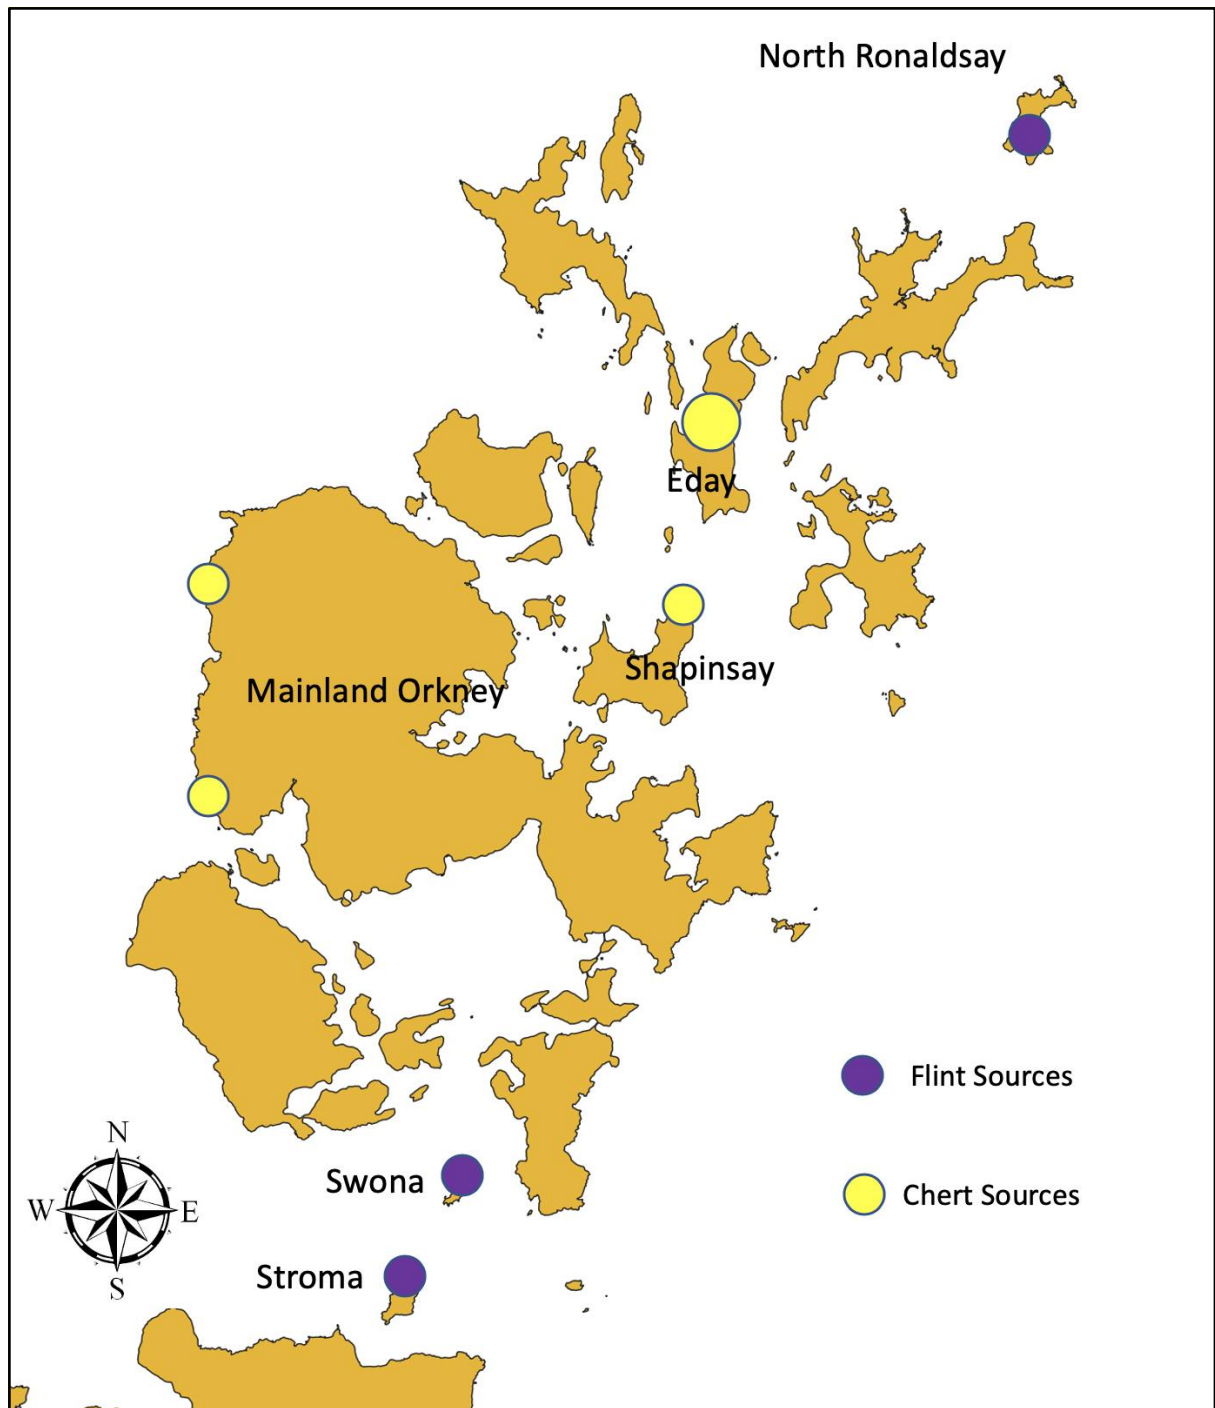 North Ronaldsay
Eday
Shapinsay
Mainland Orkney
Flint Sources
N
Swona
Chert Sources
W
E
Stroma
S